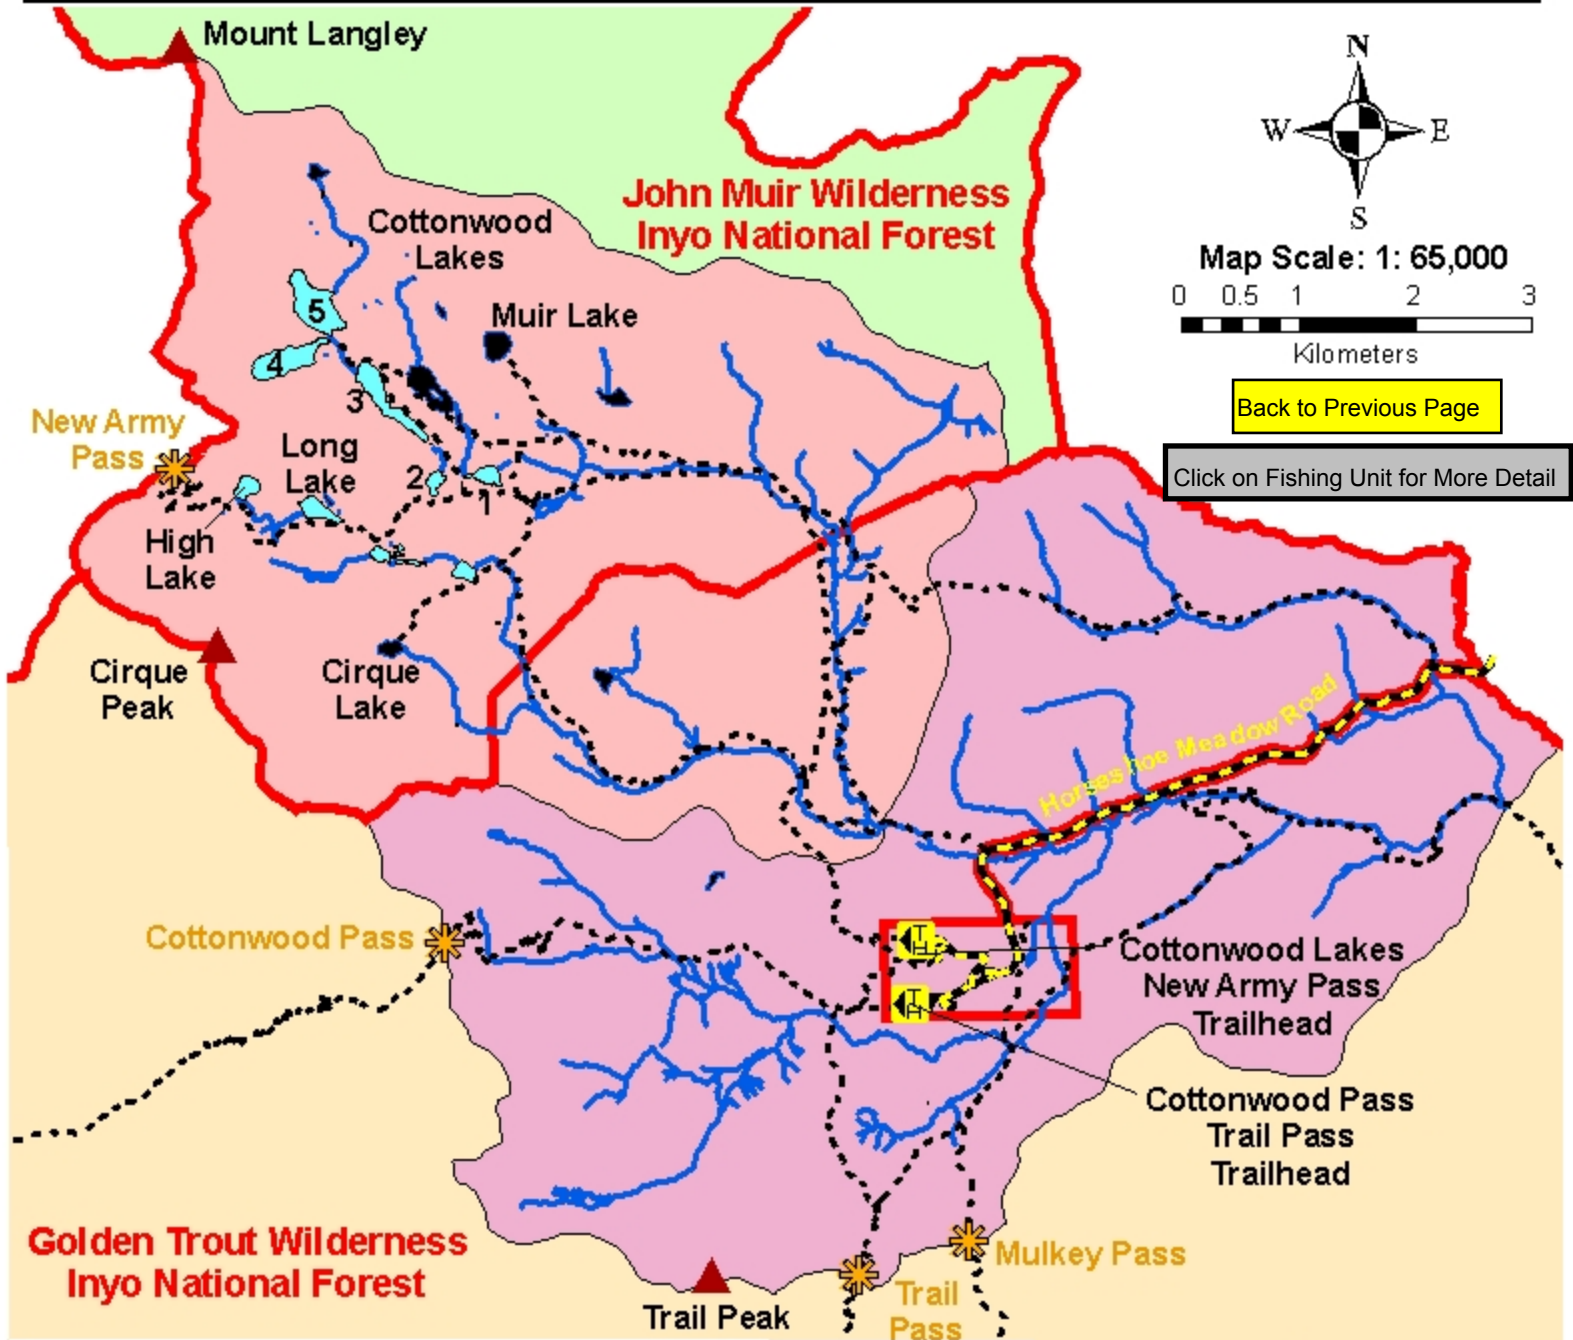 Mount Langley
N
W
E
S
John Muir Wilderness
Inyo National Forest
Cottonwood
Lakes
Map Scale: 1: 65,000
0 0.5 1 2 3
Kilometers
5
Muir Lake
4
3
Back to Previous Page
New Army
Pass
Long
Lake
2
1
Click on Fishing Unit for More Detail
High
Lake
Cirque
Peak
Cirque
Lake
Horseshoe Meadow Road
Cottonwood Pass
TH
Cottonwood Lakes
New Army Pass
Trailhead
TH
Cottonwood Pass
Trail Pass
Trailhead
Golden Trout Wilderness
Inyo National Forest
Mulkey Pass
Trail Peak
Trail
Pass